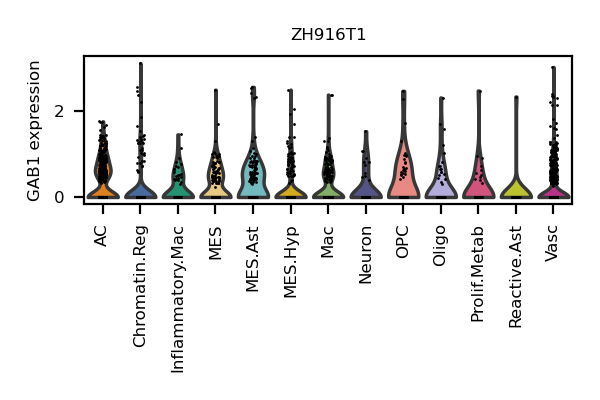 ZH916T1
GAB1 expression
2
0
AC
Chromatin.Reg
Inflammatory.Mac
MES
MES.Ast
MES.Hyp
Mac
Neuron
OPC
Oligo
Prolif.Metab
Reactive.Ast
Vasc